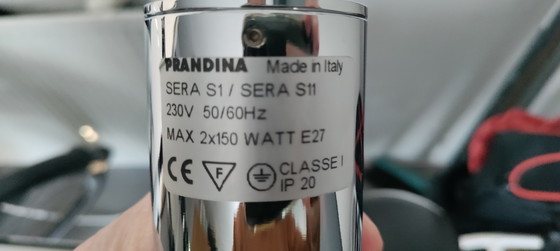 PRANDINA Made in Italy
SERA S1 / SERA S11
230V 50/60Hz
MAX 2x150 WATT E27
CE F CLASSE I
IP 20